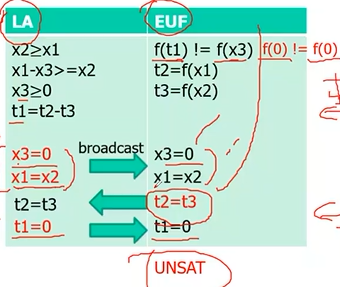 LA EUF
x2≥x1 f(t1) != f(x3) f(0) != f(0)
x1-x3>=x2 t2=f(x1)
x3≥0 t3=f(x2)
t1=t2-t3
x3=0 broadcast x3=0
x1=x2 x1=x2
t2=t3 t2=t3
t1=0 t1=0
UNSAT